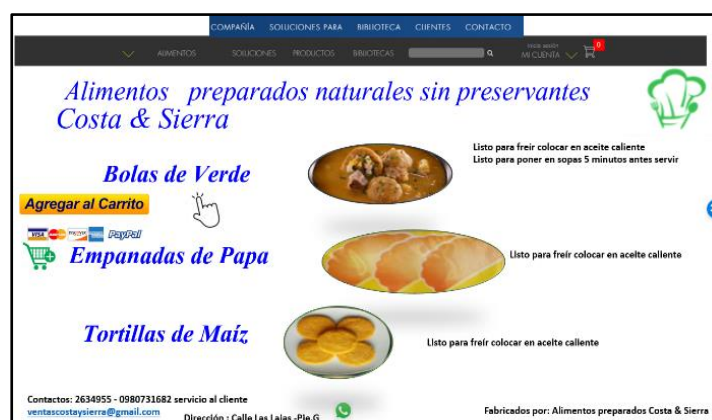 COMPAÑÍA SOLUCIONES PARA BIBLIOTECA CLIENTES CONTACTO
ALIMENTOS SOLUCIONES PRODUCTOS BIBLIOTECAS
MI CUENTA 0
Alimentos preparados naturales sin preservantes
Costa & Sierra
Listo para freir colocar en aceite caliente
Listo para poner en sopas 5 minutos antes servir
Bolas de Verde
Agregar al Carrito
VISA PayPal
Empanadas de Papa
Listo para freír colocar en aceite caliente
Tortillas de Maíz
Listo para freír colocar en aceite caliente
Contactos: 2634955 - 0980731682 servicio al cliente
ventascostaysierra@gmail.com
Dirección : Calle Las Lajas -Pje.G
Fabricados por: Alimentos preparados Costa & Sierra